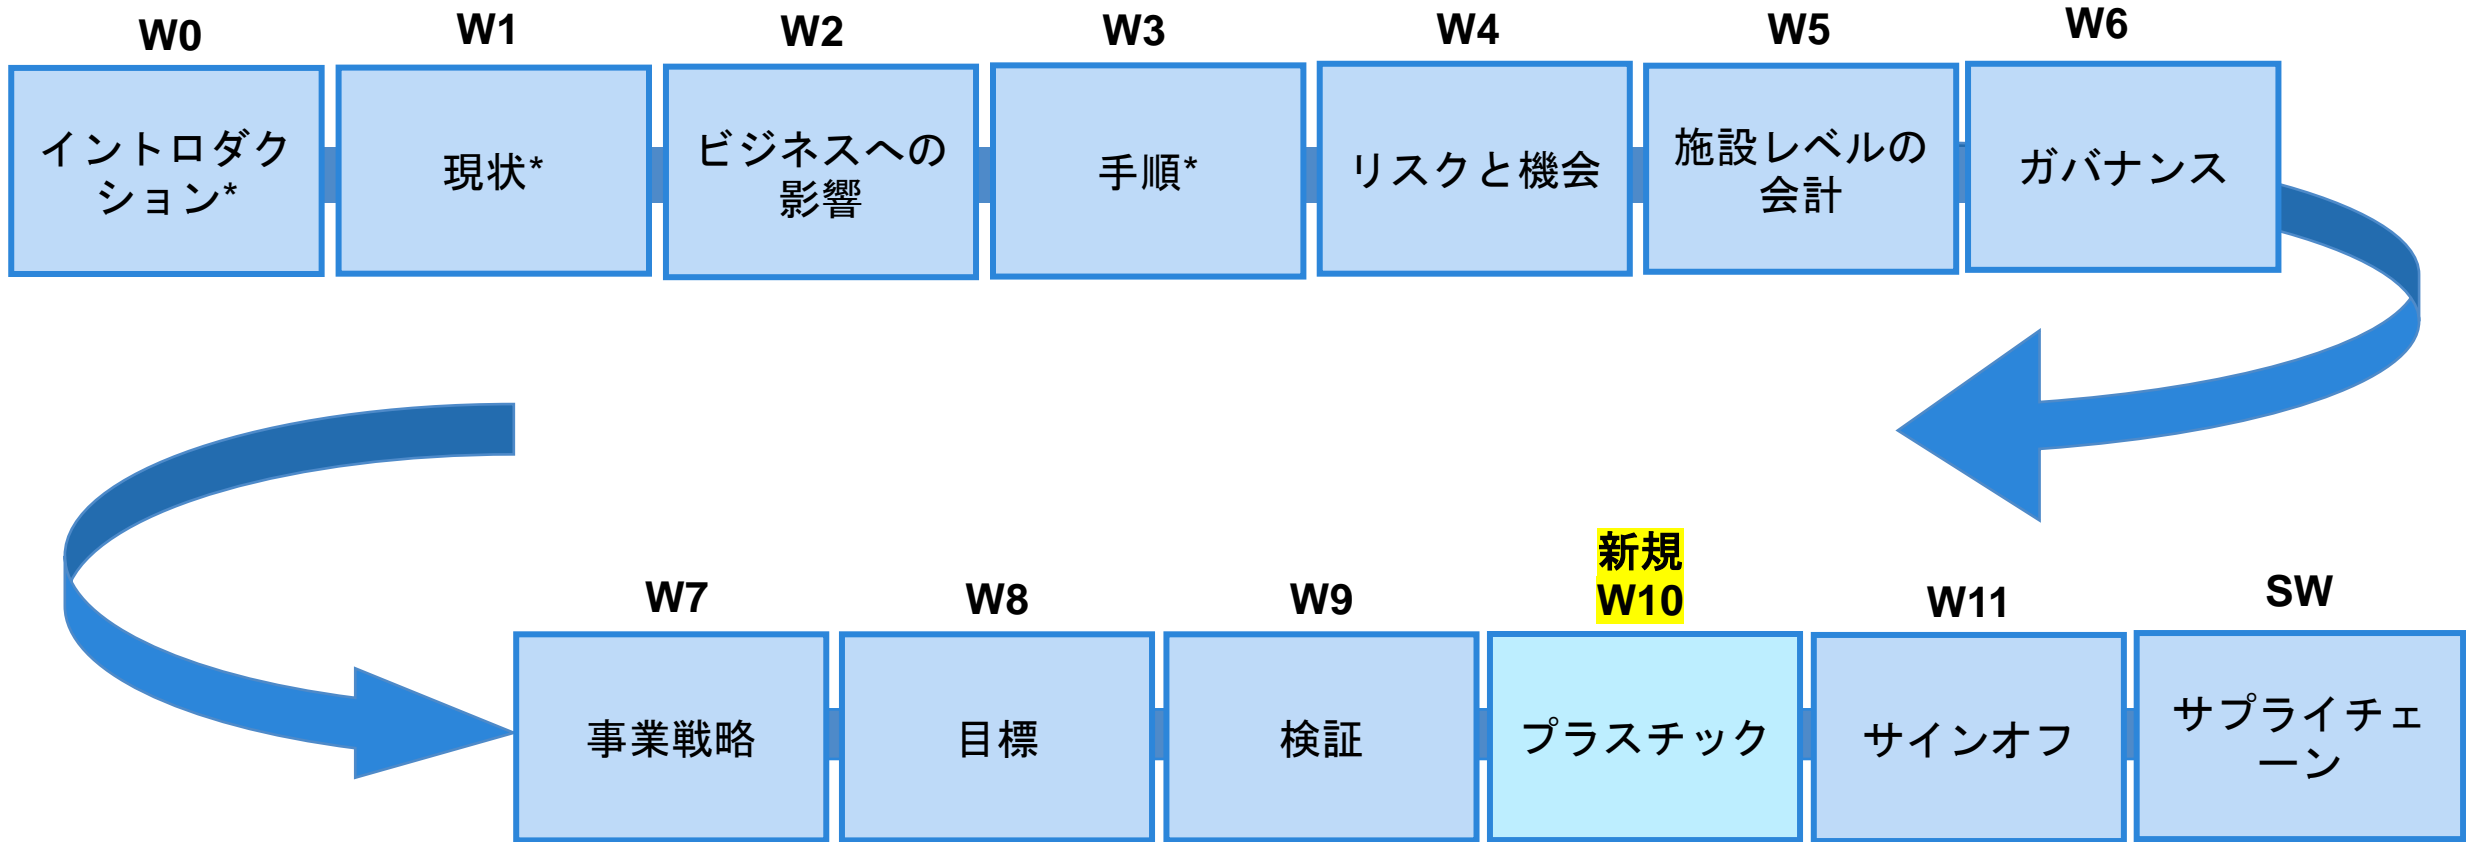 W0
イントロダク
ション*
W1
現状*
W2
ビジネスへの
影響
W3
手順*
W4
リスクと機会
W5
施設レベルの
会計
W6
ガバナンス
W7
事業戦略
W8
目標
W9
検証
新規
W10
プラスチック
W11
サインオフ
SW
サプライチェ
ーン